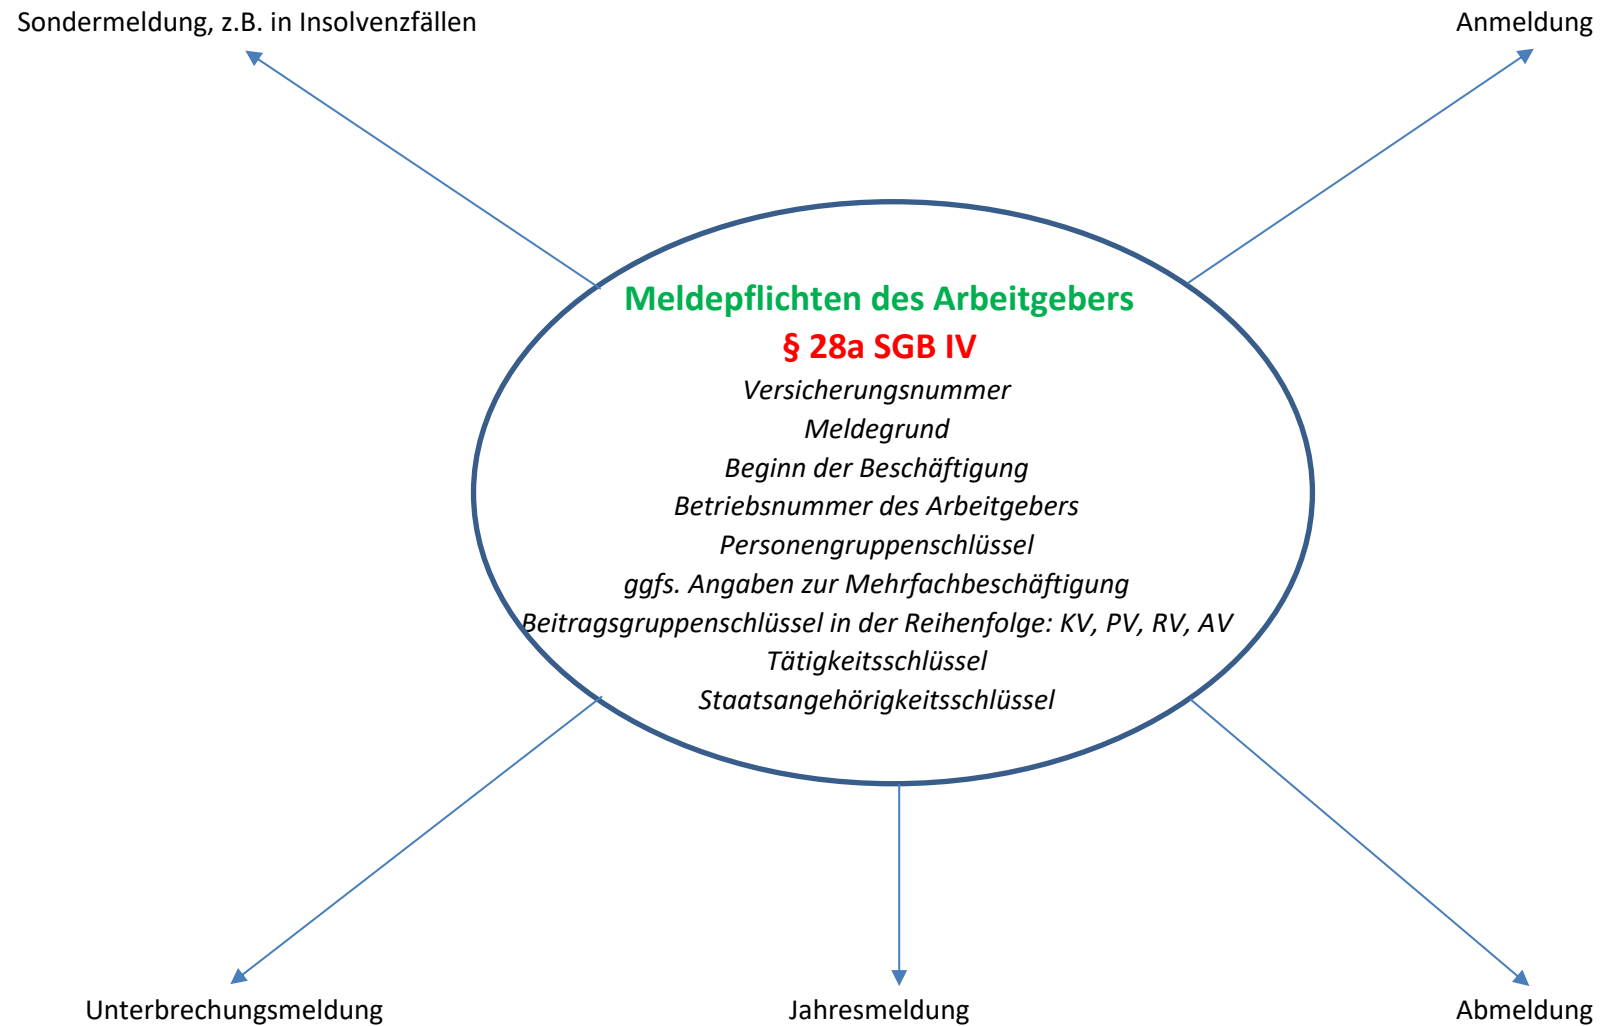 Sondermeldung, z.B. in Insolvenzfällen
Anmeldung
Meldepflichten des Arbeitgebers
§ 28a SGB IV
Versicherungsnummer
Meldegrund
Beginn der Beschäftigung
Betriebsnummer des Arbeitgebers
Personengruppenschlüssel
ggfs. Angaben zur Mehrfachbeschäftigung
Beitragsgruppenschlüssel in der Reihenfolge: KV, PV, RV, AV
Tätigkeitsschlüssel
Staatsangehörigkeitsschlüssel
Unterbrechungsmeldung
Jahresmeldung
Abmeldung